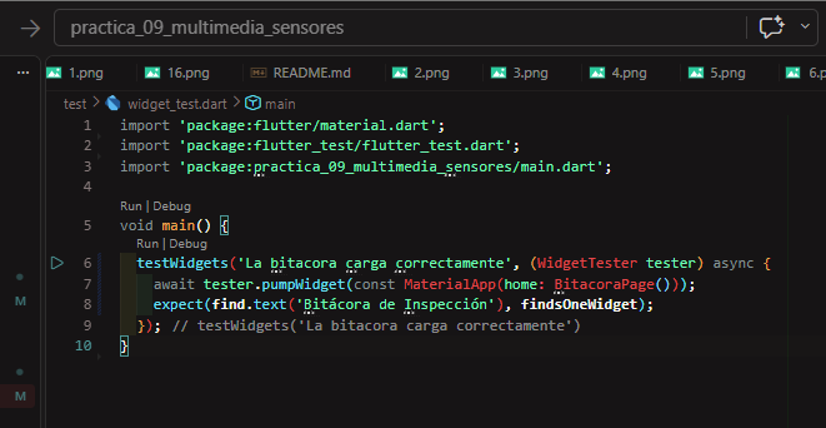 practica_09_multimedia_sensores
... 1.png 16.png README.md 2.png 3.png 4.png 5.png 6.p
test > widget_test.dart > main
1 import 'package:flutter/material.dart';
2 import 'package:flutter_test/flutter_test.dart';
3 import 'package:practica_09_multimedia_sensores/main.dart';
4
Run | Debug
5 void main() {
Run | Debug
6 testWidgets('La bitacora carga correctamente', (WidgetTester tester) async {
7 await tester.pumpWidget(const MaterialApp(home: BitacoraPage()));
8 expect(find.text('Bitácora de Inspección'), findsOneWidget);
9 }); // testWidgets('La bitacora carga correctamente')
10 }
M
M